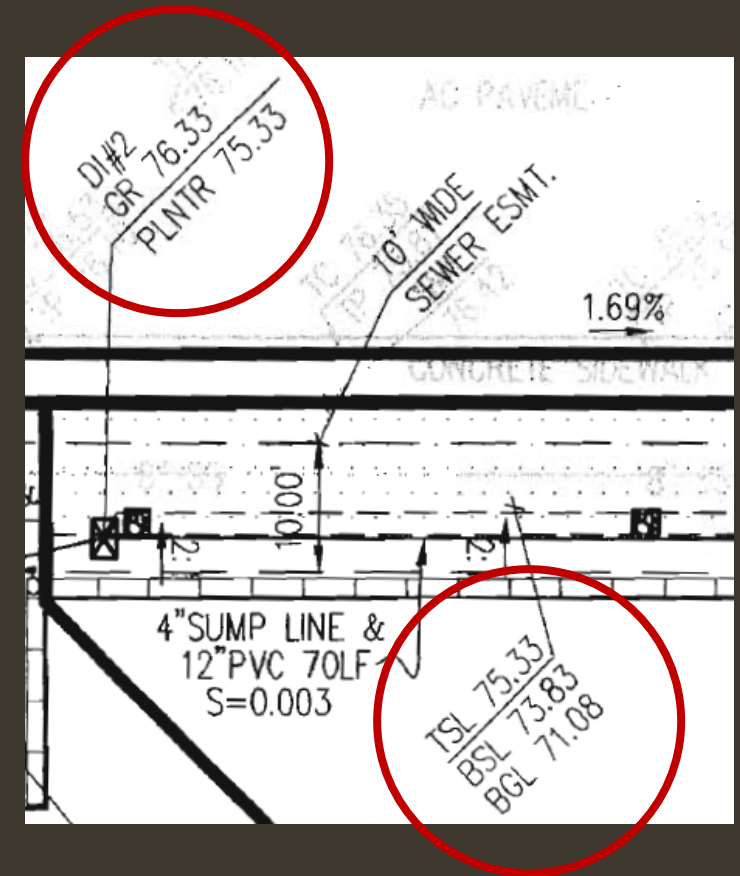 AC PAVEME
DI#2
GR 76.33
PLNTR 75.33
10' WIDE
SEWER ESMT.
1.69%
CONCRETE SIDEWALK
10.00'
2:
2:
4"SUMP LINE &
12"PVC 70LF
S=0.003
TSL 75.33
BSL 73.83
BGL 71.08